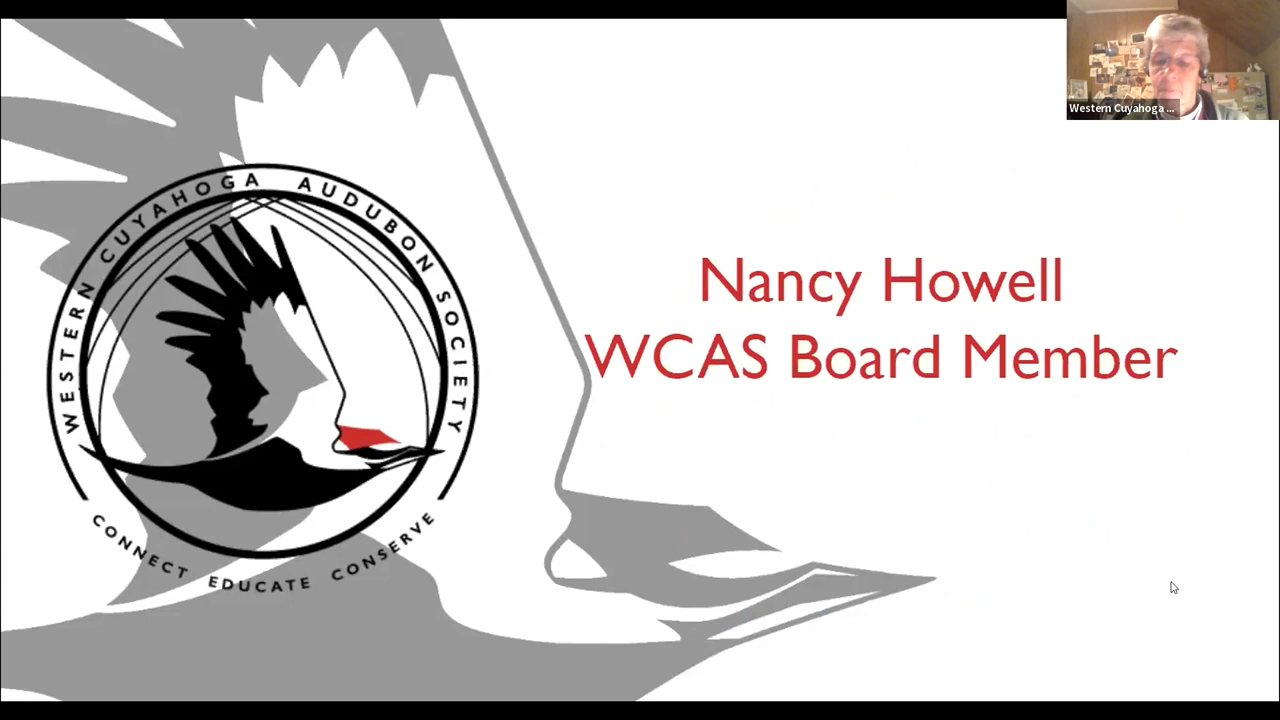 Western Cuyahoga ...
WESTERN CUYAHOGA AUDUBON SOCIETY
CONNECT EDUCATE CONSERVE
Nancy Howell
WCAS Board Member